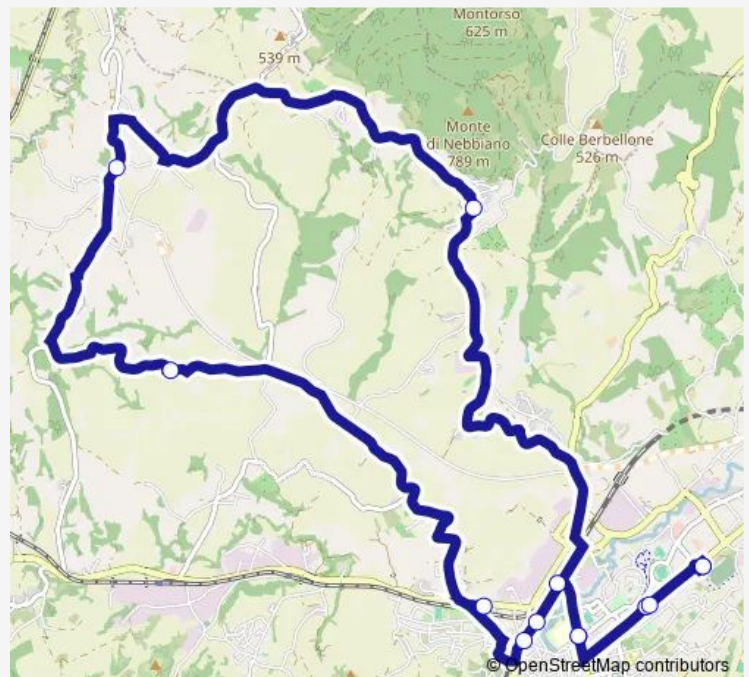 Montorso
625 m
539 m
Monte
di Nebbiano
789 m
Colle Berbellone
526 m
© OpenStreetMap contributors